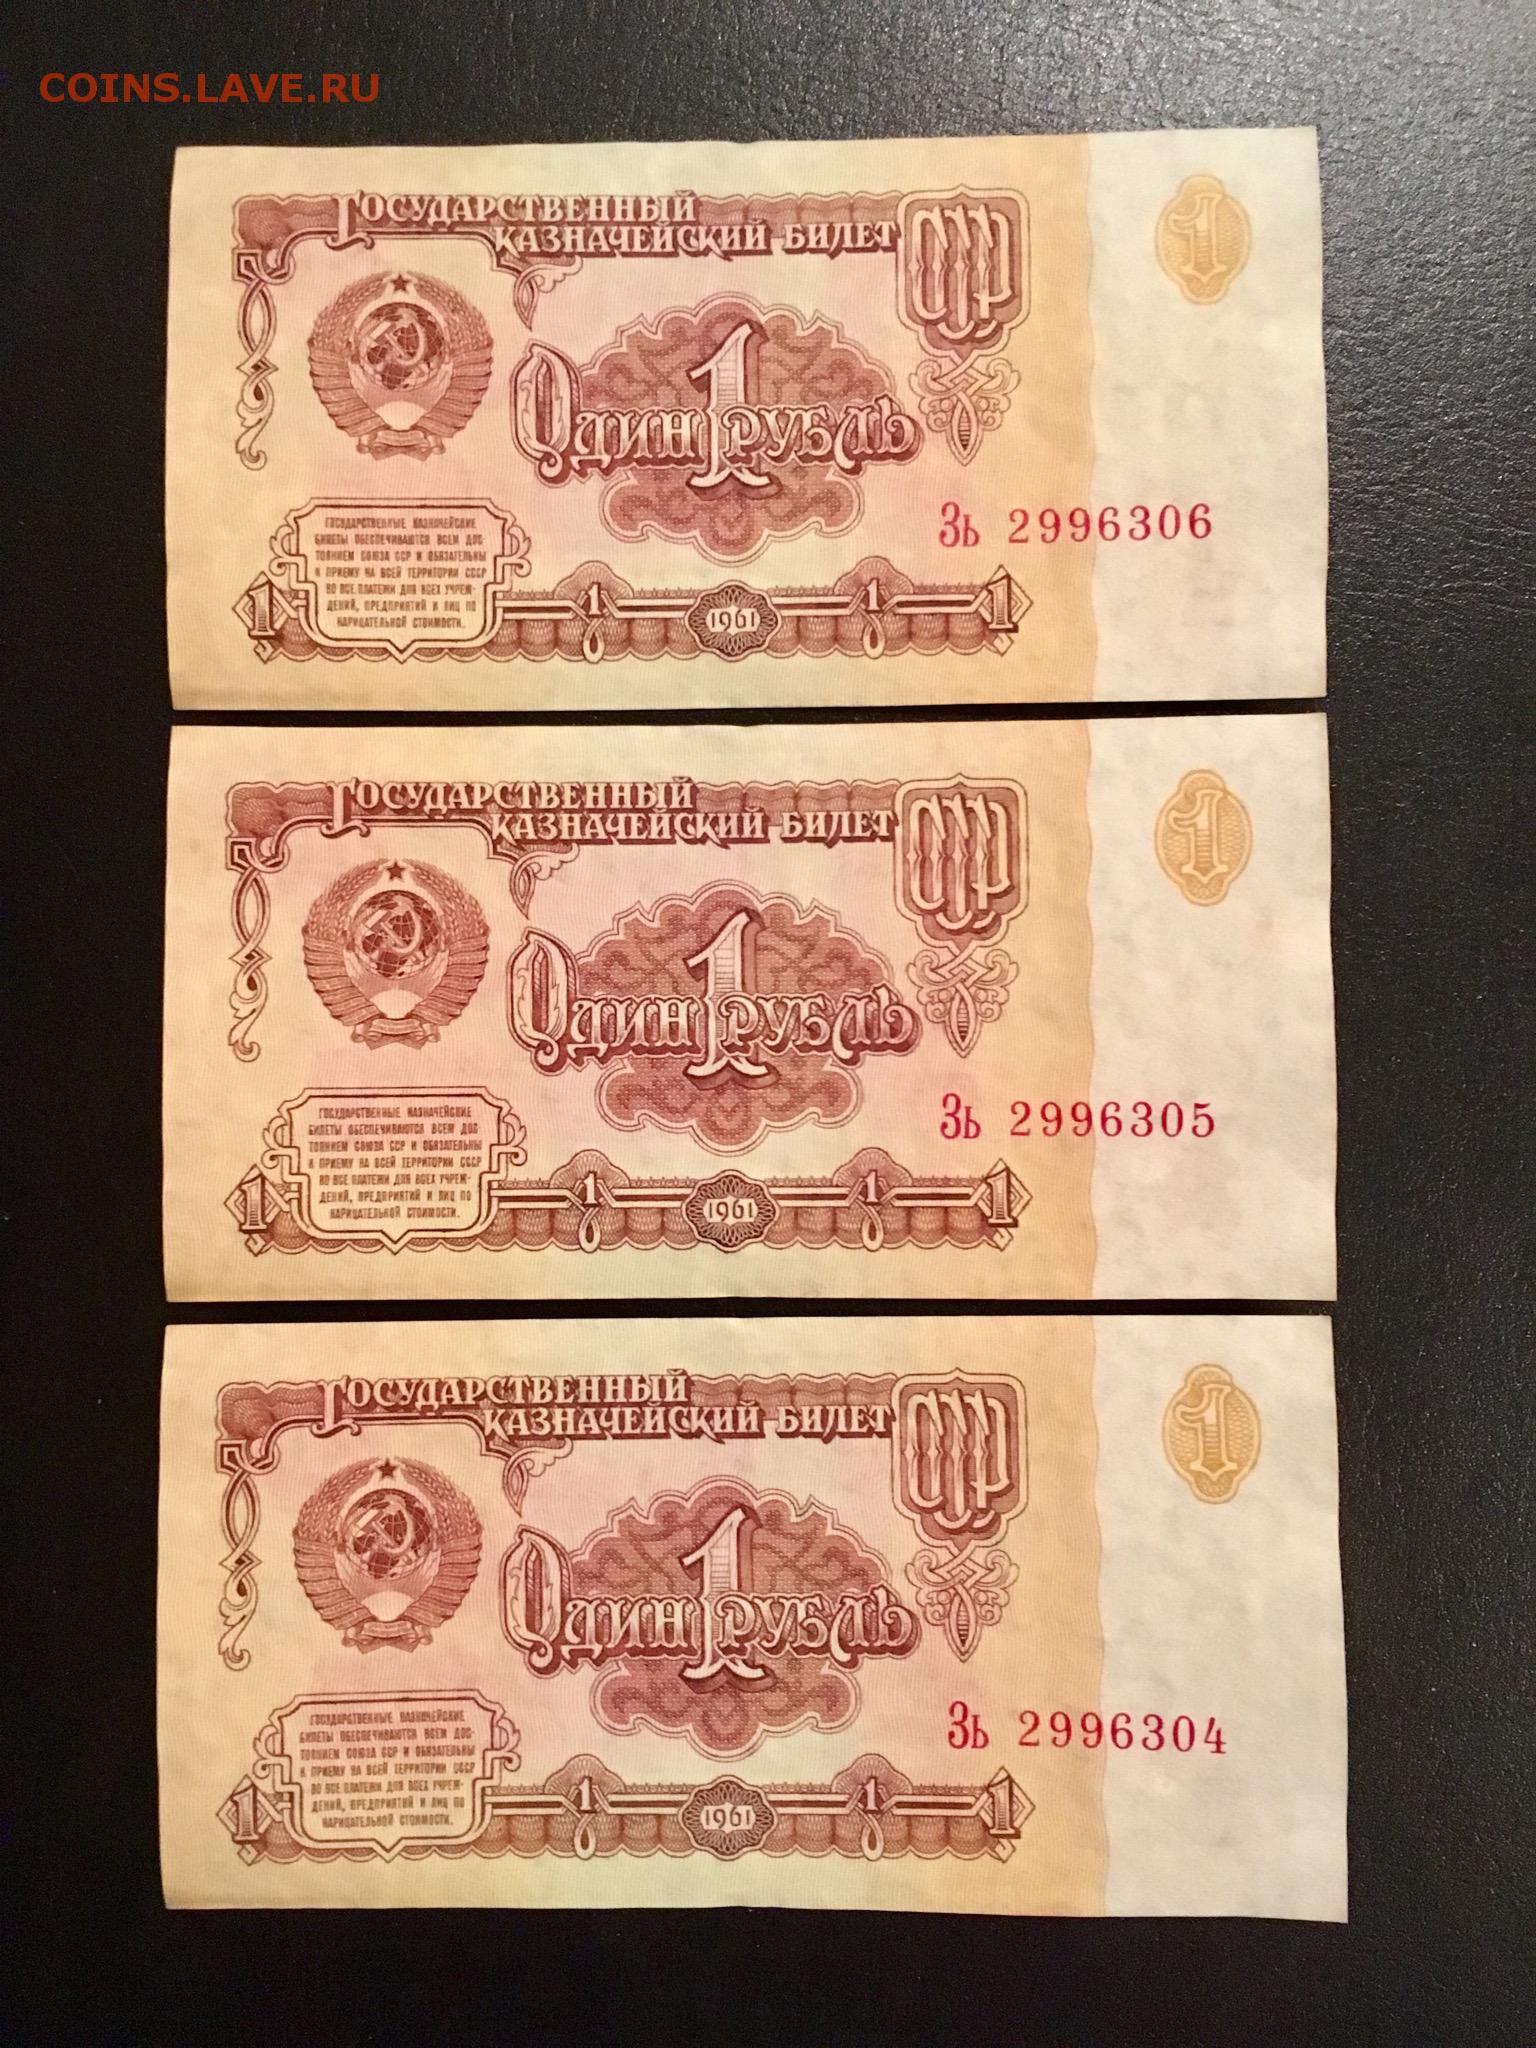 COINS.LAVE.RU
ГОСУДАРСТВЕННЫЙ
КАЗНАЧЕЙСКИЙ БИЛЕТ
СССР
1
1
ОДИН РУБЛЬ
Зь 2996306
ГОСУДАРСТВЕННЫЕ КАЗНАЧЕЙСКИЕ
БИЛЕТЫ ОБЕСПЕЧИВАЮТСЯ ВСЕМ ДОС-
ТОЯНИЕМ СОЮЗА ССР И ОБЯЗАТЕЛЬНЫ
К ПРИЕМУ НА ВСЕЙ ТЕРРИТОРИИ СССР
ВО ВСЕ ПЛАТЕЖИ ДЛЯ ВСЕХ УЧРЕЖ-
ДЕНИЙ, ПРЕДПРИЯТИЙ И ЛИЦ ПО
НАРИЦАТЕЛЬНОЙ СТОИМОСТИ.
1 1 1961 1 1
ГОСУДАРСТВЕННЫЙ
КАЗНАЧЕЙСКИЙ БИЛЕТ
СССР
1
1
ОДИН РУБЛЬ
Зь 2996305
ГОСУДАРСТВЕННЫЕ КАЗНАЧЕЙСКИЕ
БИЛЕТЫ ОБЕСПЕЧИВАЮТСЯ ВСЕМ ДОС-
ТОЯНИЕМ СОЮЗА ССР И ОБЯЗАТЕЛЬНЫ
К ПРИЕМУ НА ВСЕЙ ТЕРРИТОРИИ СССР
ВО ВСЕ ПЛАТЕЖИ ДЛЯ ВСЕХ УЧРЕЖ-
ДЕНИЙ, ПРЕДПРИЯТИЙ И ЛИЦ ПО
НАРИЦАТЕЛЬНОЙ СТОИМОСТИ.
1 1 1961 1 1
ГОСУДАРСТВЕННЫЙ
КАЗНАЧЕЙСКИЙ БИЛЕТ
СССР
1
1
ОДИН РУБЛЬ
Зь 2996304
ГОСУДАРСТВЕННЫЕ КАЗНАЧЕЙСКИЕ
БИЛЕТЫ ОБЕСПЕЧИВАЮТСЯ ВСЕМ ДОС-
ТОЯНИЕМ СОЮЗА ССР И ОБЯЗАТЕЛЬНЫ
К ПРИЕМУ НА ВСЕЙ ТЕРРИТОРИИ СССР
ВО ВСЕ ПЛАТЕЖИ ДЛЯ ВСЕХ УЧРЕЖ-
ДЕНИЙ, ПРЕДПРИЯТИЙ И ЛИЦ ПО
НАРИЦАТЕЛЬНОЙ СТОИМОСТИ.
1 1 1961 1 1